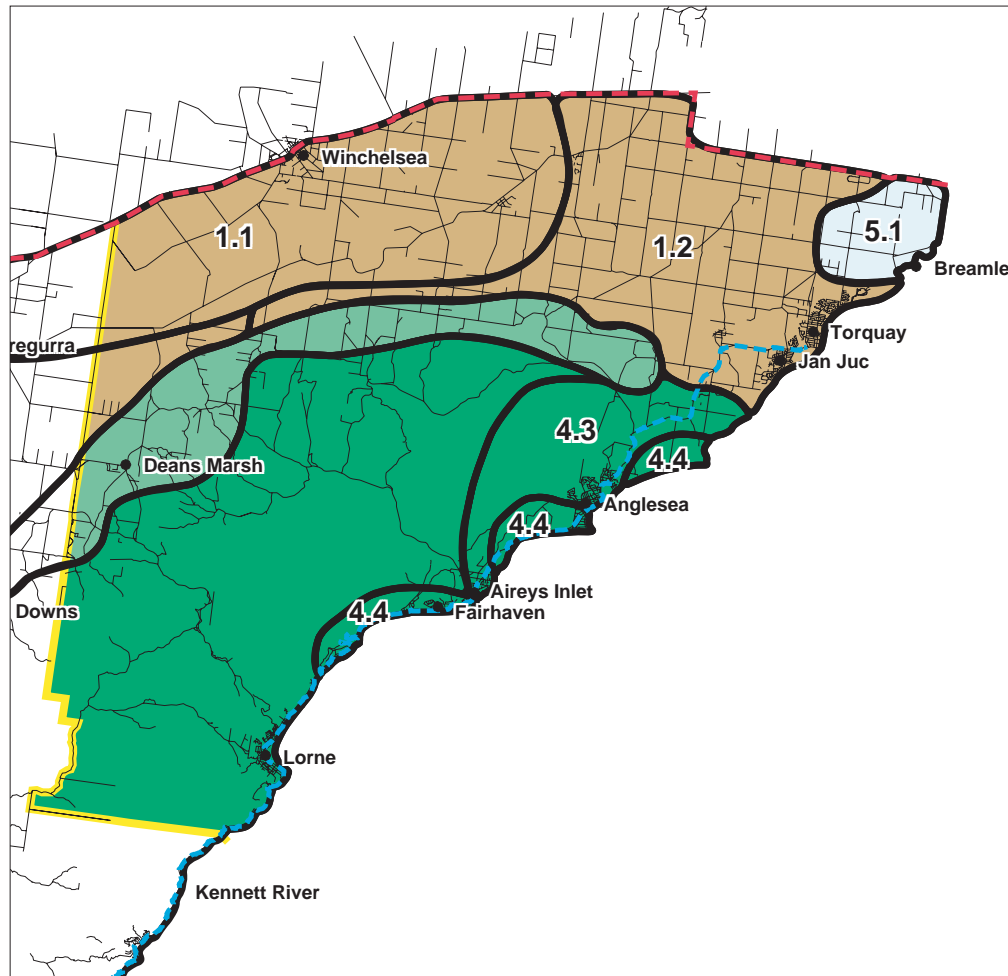 Winchelsea
1.1
1.2
5.1
Breamle
Torquay
regurra
Jan Juc
4.3
Deans Marsh
4.4
Anglesea
4.4
Aireys Inlet
Downs
4.4
Fairhaven
Lorne
Kennett River